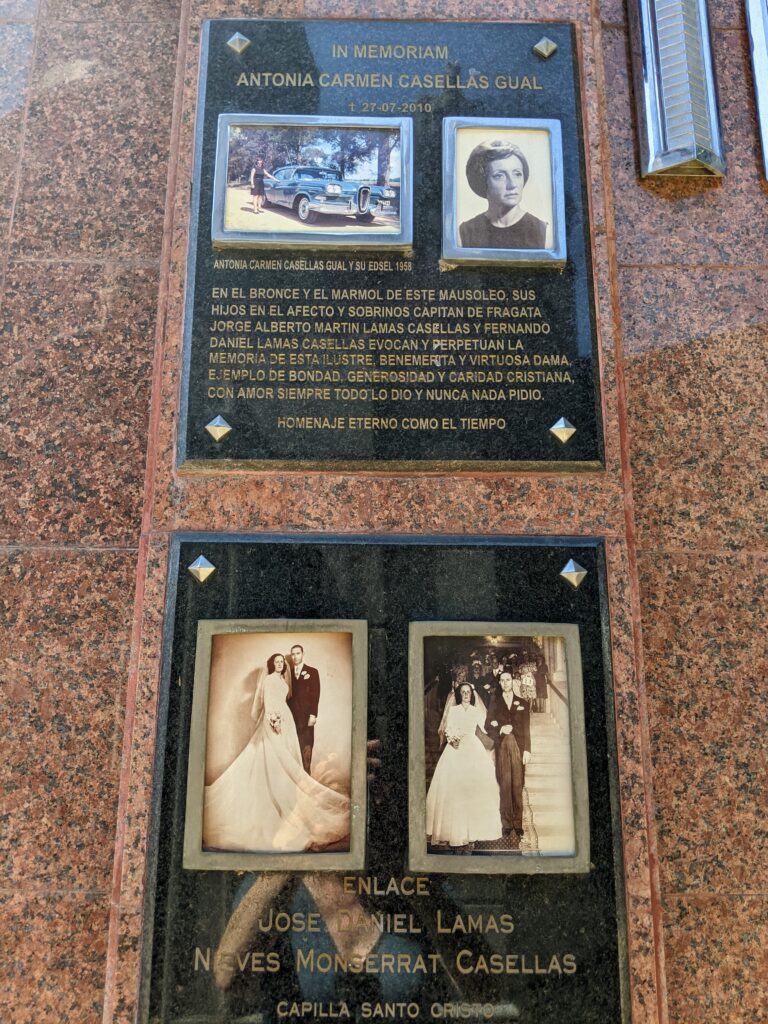 IN MEMORIAM
ANTONIA CARMEN CASELLAS GUAL
† 27-07-2010
ANTONIA CARMEN CASELLAS GUAL Y SU EDSEL 1958
EN EL BRONCE Y EL MARMOL DE ESTE MAUSOLEO, SUS
HIJOS EN EL AFECTO Y SOBRINOS CAPITAN DE FRAGATA
JORGE ALBERTO MARTIN LAMAS CASELLAS Y FERNANDO
DANIEL LAMAS CASELLAS EVOCAN Y PERPETUAN LA
MEMORIA DE ESTA ILUSTRE, BENEMERITA Y VIRTUOSA DAMA,
EJEMPLO DE BONDAD, GENEROSIDAD Y CARIDAD CRISTIANA,
CON AMOR SIEMPRE TODO LO DIO Y NUNCA NADA PIDIO.
HOMENAJE ETERNO COMO EL TIEMPO
ENLACE
JOSE DANIEL LAMAS
NIEVES MONSERRAT CASELLAS
CAPILLA SANTO CRISTO